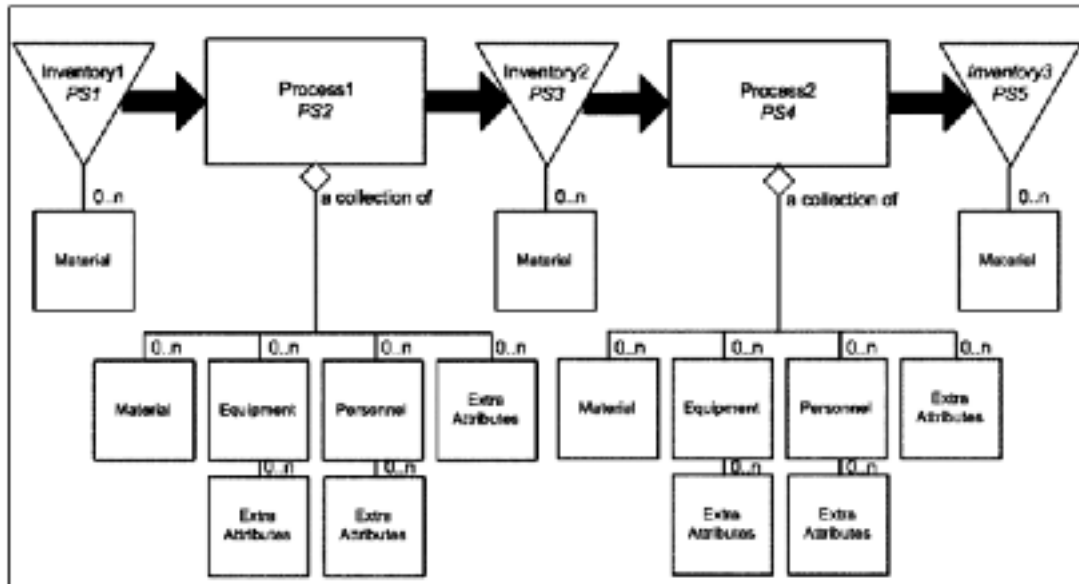 Inventory1
PS1
Process1
PS2
Inventory2
PS3
Process2
PS4
Inventory3
PS5
0..n
a collection of
0..n
a collection of
0..n
Material
Material
Material
0..n
0..n
0..n
0..n
0..n
0..n
0..n
0..n
Material
Equipment
Personnel
Extra
Attributes
Material
Equipment
Personnel
Extra
Attributes
0..n
0..n
0..n
0..n
Extra
Attributes
Extra
Attributes
Extra
Attributes
Extra
Attributes